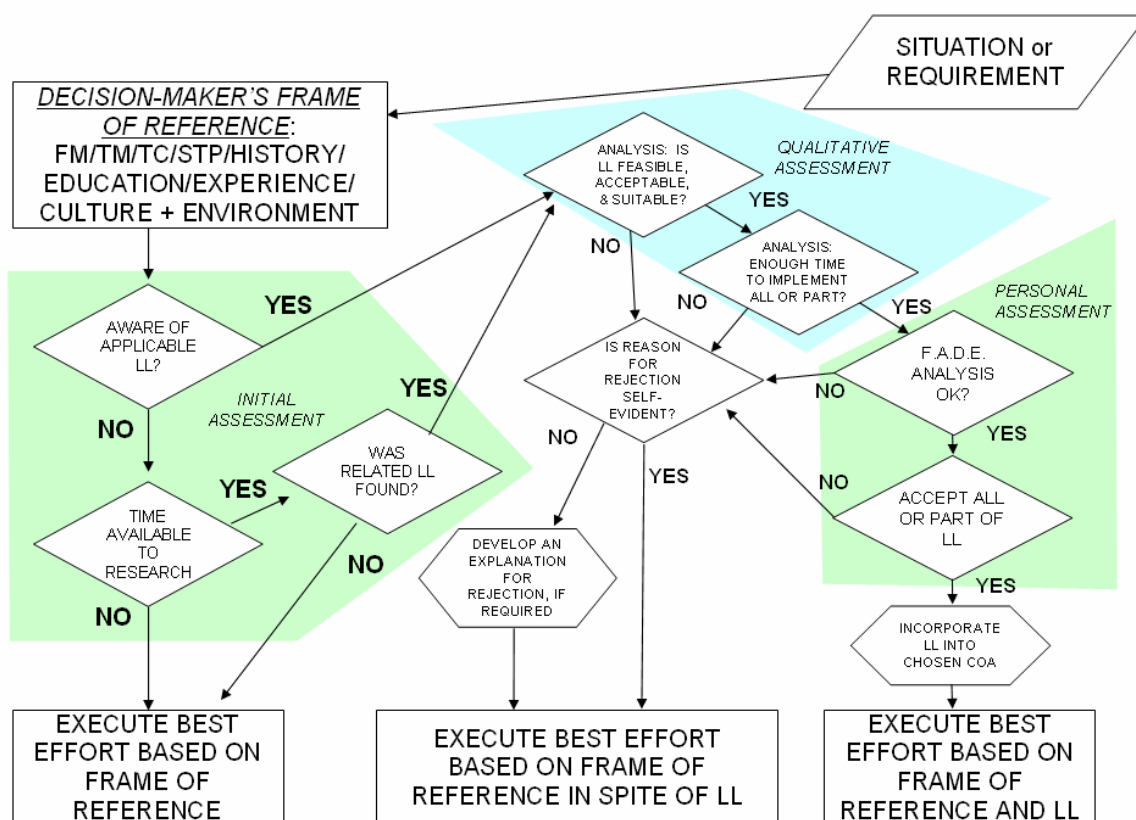 SITUATION or
REQUIREMENT
DECISION-MAKER'S FRAME
OF REFERENCE:
FM/TM/TC/STP/HISTORY/
EDUCATION/EXPERIENCE/
CULTURE + ENVIRONMENT
QUALITATIVE
ASSESSMENT
ANALYSIS: IS
LL FEASIBLE,
ACCEPTABLE,
& SUITABLE?
YES
NO
ANALYSIS:
ENOUGH TIME
TO IMPLEMENT
ALL OR PART?
NO
YES
PERSONAL
ASSESSMENT
AWARE OF
APPLICABLE
LL?
YES
NO
INITIAL
ASSESSMENT
YES
IS REASON
FOR
REJECTION
SELF-
EVIDENT?
NO
YES
F.A.D.E.
ANALYSIS
OK?
NO
YES
WAS
RELATED LL
FOUND?
YES
NO
TIME
AVAILABLE
TO
RESEARCH
NO
ACCEPT ALL
OR PART OF
LL
NO
YES
DEVELOP AN
EXPLANATION
FOR
REJECTION, IF
REQUIRED
INCORPORATE
LL INTO
CHOSEN COA
EXECUTE BEST
EFFORT BASED ON
FRAME OF
REFERENCE
EXECUTE BEST EFFORT
BASED ON FRAME OF
REFERENCE IN SPITE OF LL
EXECUTE BEST
EFFORT BASED ON
FRAME OF
REFERENCE AND LL